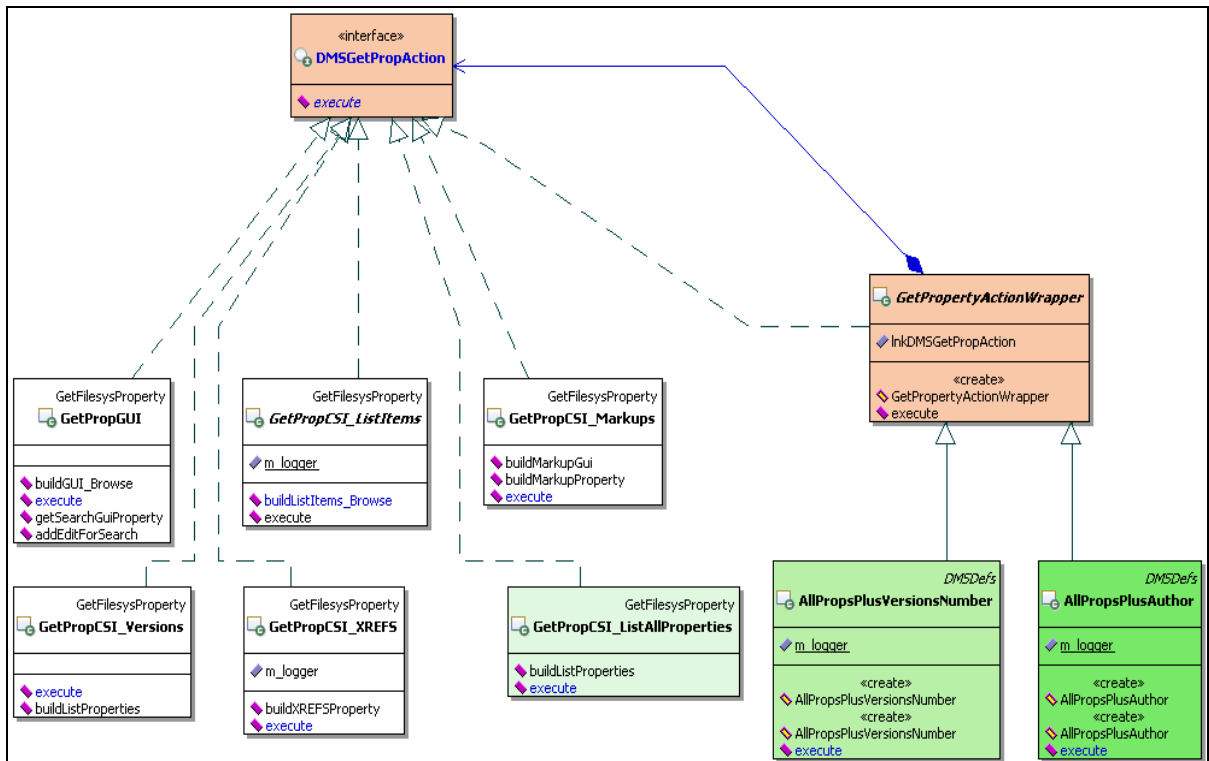 «interface»
DMSGetPropAction
execute
GetPropertyActionWrapper
lnkDMSGetPropAction
«create»
GetPropertyActionWrapper
execute
GetFilesysProperty
GetPropGUI
buildGUI_Browse
execute
getSearchGuiProperty
addEditForSearch
GetFilesysProperty
GetPropCSI_ListItems
m_logger
buildListItems_Browse
execute
GetFilesysProperty
GetPropCSI_Markups
buildMarkupGui
buildMarkupProperty
execute
GetFilesysProperty
GetPropCSI_Versions
execute
buildListProperties
GetFilesysProperty
GetPropCSI_XREFS
m_logger
buildXREFSProperty
execute
GetFilesysProperty
GetPropCSI_ListAllProperties
buildListProperties
execute
DMSDefs
AllPropsPlusVersionsNumber
m_logger
«create»
AllPropsPlusVersionsNumber
«create»
AllPropsPlusVersionsNumber
execute
DMSDefs
AllPropsPlusAuthor
m_logger
«create»
AllPropsPlusAuthor
«create»
AllPropsPlusAuthor
execute